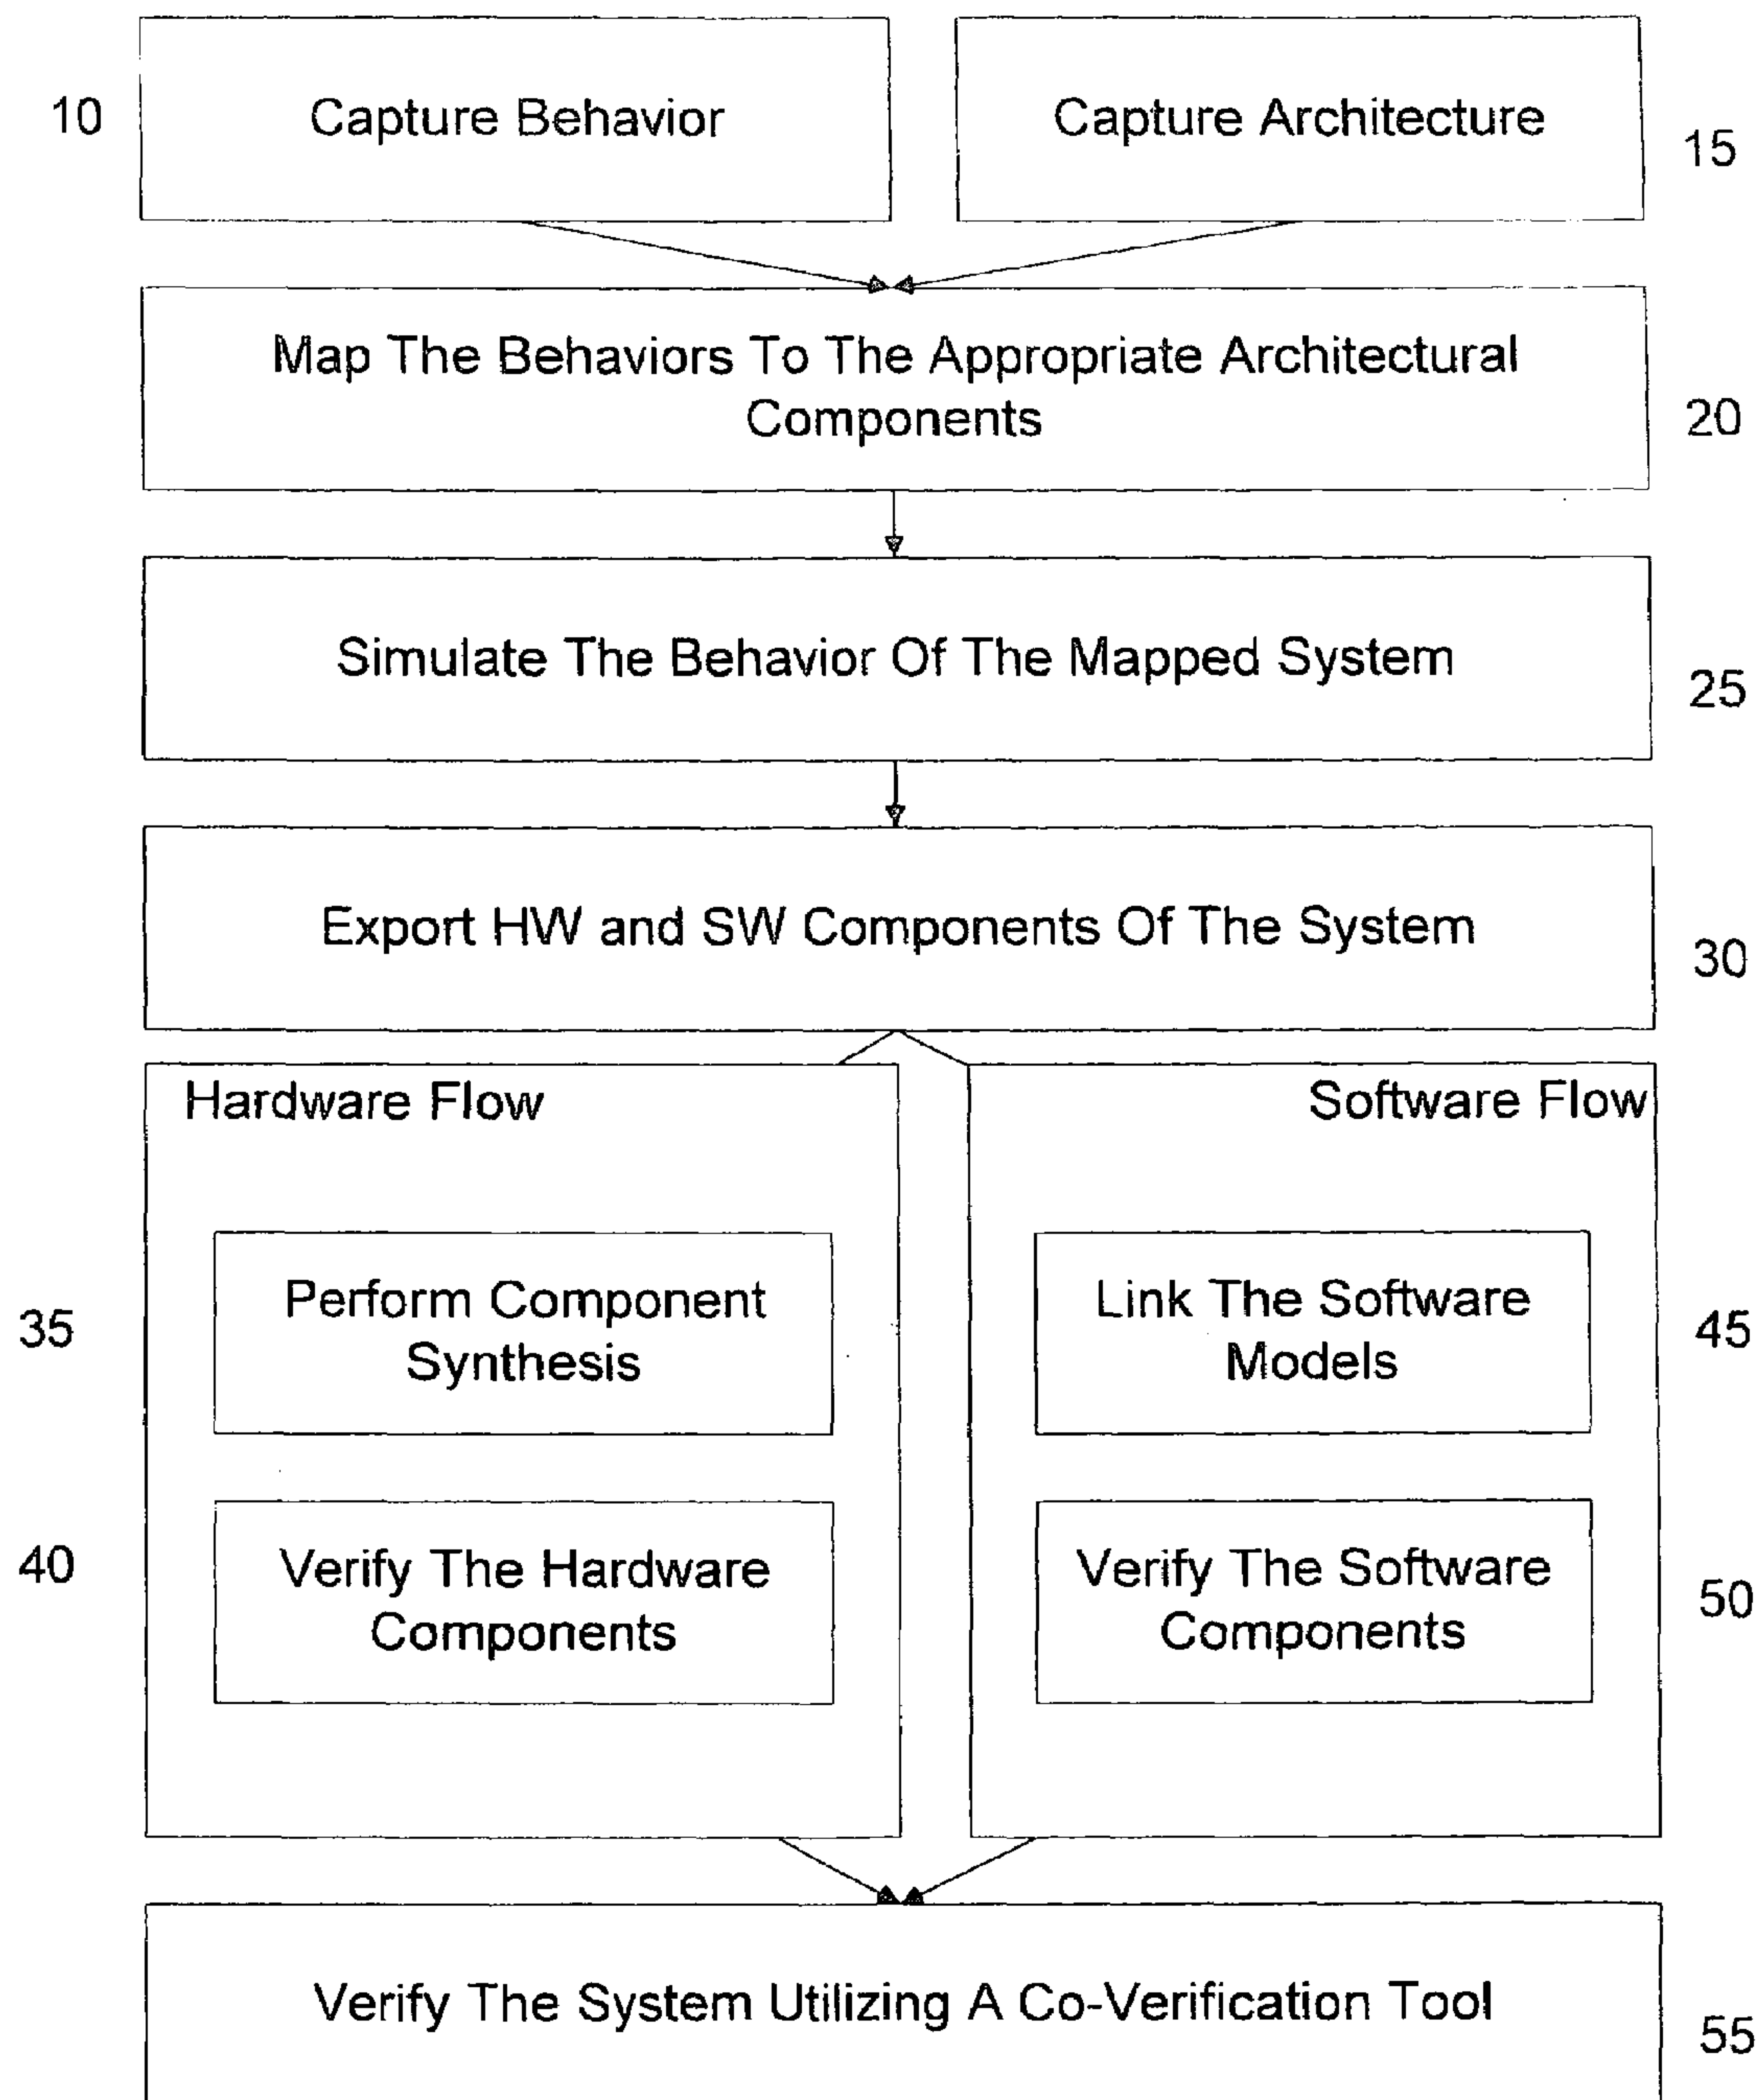 10
Capture Behavior
Capture Architecture
15
Map The Behaviors To The Appropriate Architectural
Components
20
Simulate The Behavior Of The Mapped System
25
Export HW and SW Components Of The System
30
Hardware Flow
35
Perform Component
Synthesis
40
Verify The Hardware
Components
Software Flow
Link The Software
Models
45
Verify The Software
Components
50
Verify The System Utilizing A Co-Verification Tool
55